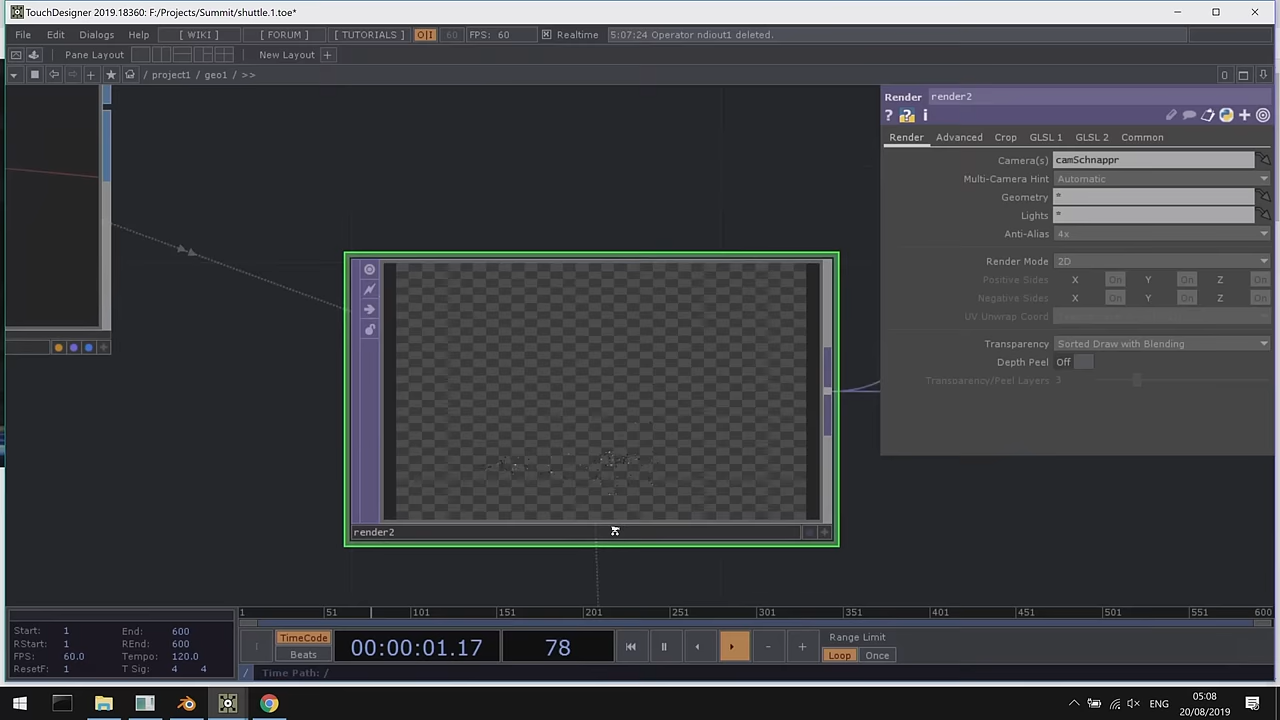 TouchDesigner 2019.18360: F:/Projects/Summit/shuttle.1.toe*
File Edit Dialogs Help [ WIKI ] [ FORUM ] [ TUTORIALS ] O|I 60 FPS: 60 Realtime 5:07:24 Operator ndiout1 deleted.
Pane Layout New Layout +
/ project1 / geo1 / >> 0
Render render2
? ? i
Render Advanced Crop GLSL 1 GLSL 2 Common
Camera(s) camSchnappr
Multi-Camera Hint Automatic
Geometry *
Lights *
Anti-Alias 4x
Render Mode 2D
Positive Sides X On Y On Z On
Negative Sides X On Y On Z On
UV Unwrap Coord
Transparency Sorted Draw with Blending
Depth Peel Off
Transparency/Peel Layers 3
render2
1 51 101 151 201 251 301 351 401 451 501 551 600
Start: 1 End: 600
RStart: 1 REnd: 600
FPS: 60.0 Tempo: 120.0
ResetF: 1 T Sig: 4 4
TimeCode
Beats
00:00:01.17
78
Range Limit
Loop Once
/ Time Path: /
ENG
05:08
20/08/2019